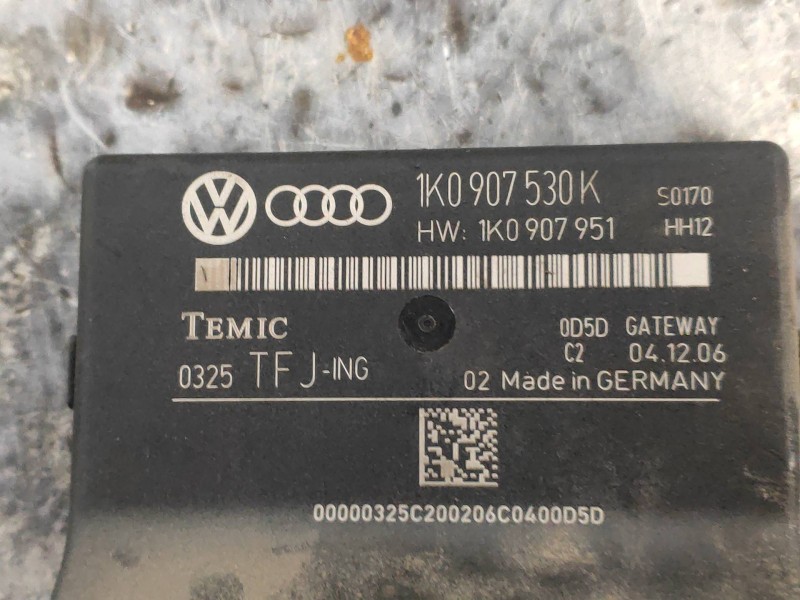 1K0 907 530 K S0170
HW: 1K0 907 951 HH12
TEMIC
0D5D GATEWAY
C2 04.12.06
0325 TFJ-ING
02 Made in GERMANY
00000325C200206C0400D5D